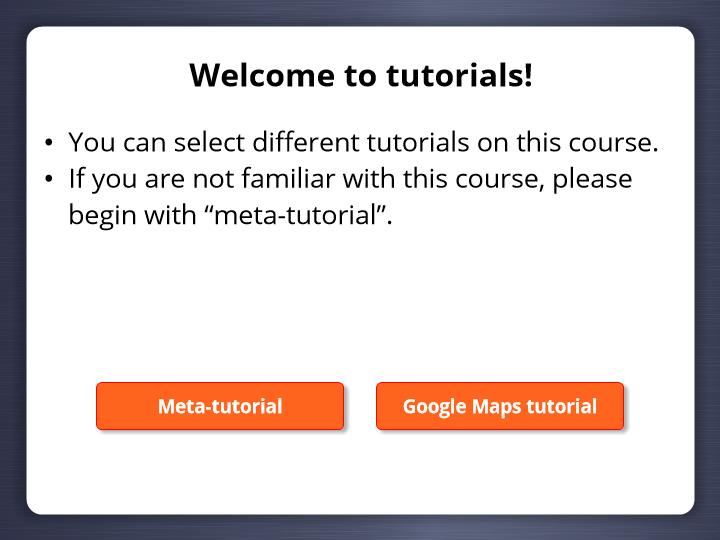 Welcome to tutorials!
• You can select different tutorials on this course.
• If you are not familiar with this course, please
begin with “meta-tutorial”.
Meta-tutorial
Google Maps tutorial